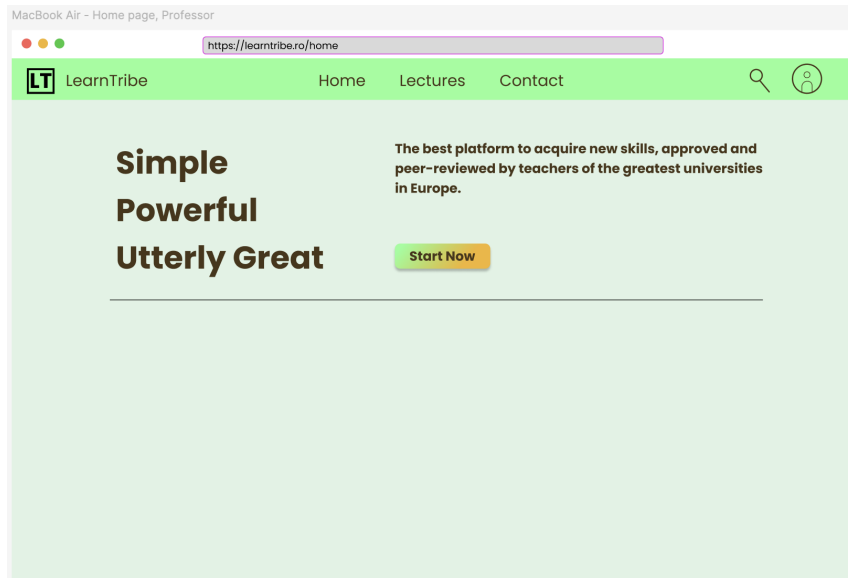 MacBook Air - Home page, Professor
https://learntribe.ro/home
LT LearnTribe Home Lectures Contact
Simple
Powerful
Utterly Great
The best platform to acquire new skills, approved and
peer-reviewed by teachers of the greatest universities
in Europe.
Start Now